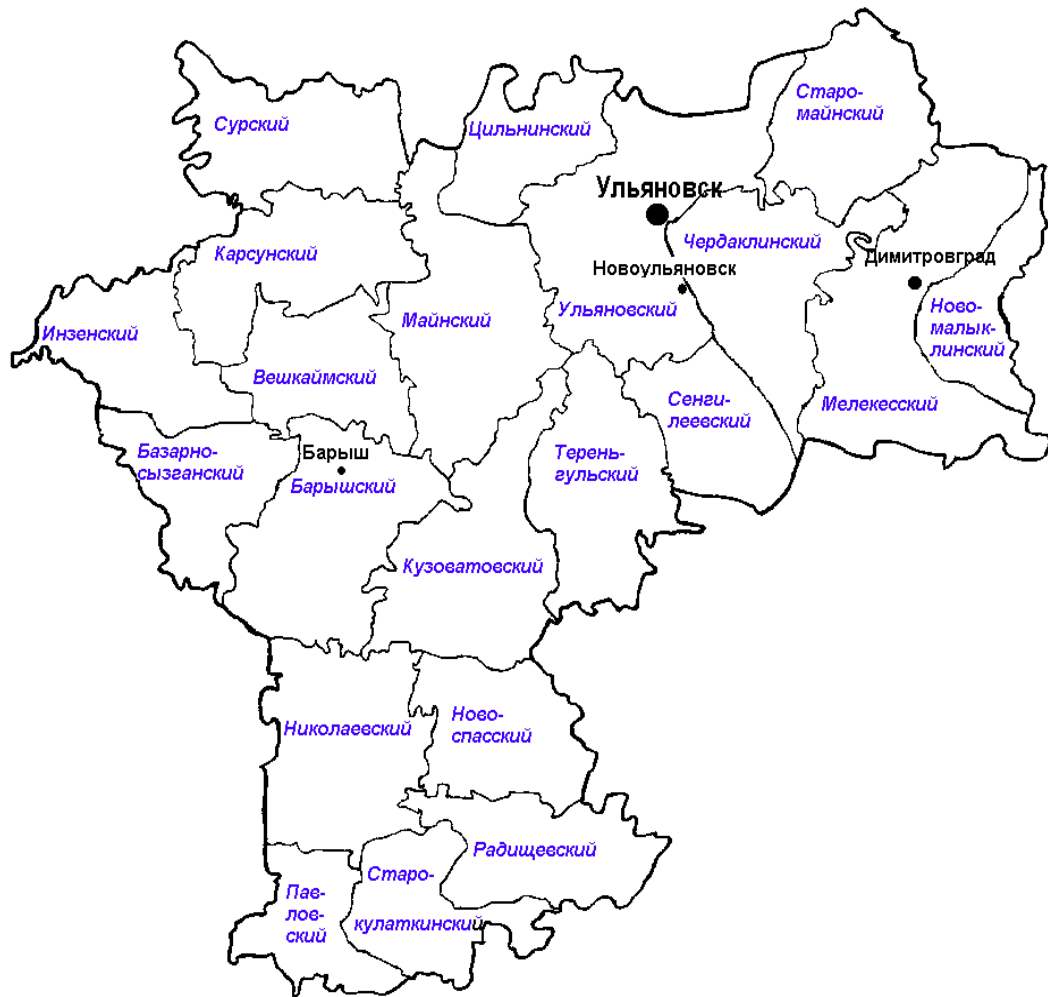 Старо-
майнский
Сурский
Цильнинский
Ульяновск
Карсунский
Чердаклинский
Димитровград
Новоульяновск
Инзенский
Майнский
Ульяновский
Ново-
малык-
линский
Вешкаймский
Сенги-
леевский
Мелекесский
Базарно-
сызганский
Барыш
Барышский
Терень-
гульский
Кузоватовский
Николаевский
Ново-
спасский
Радищевский
Пав-
лов-
ский
Старо-
кулаткинский